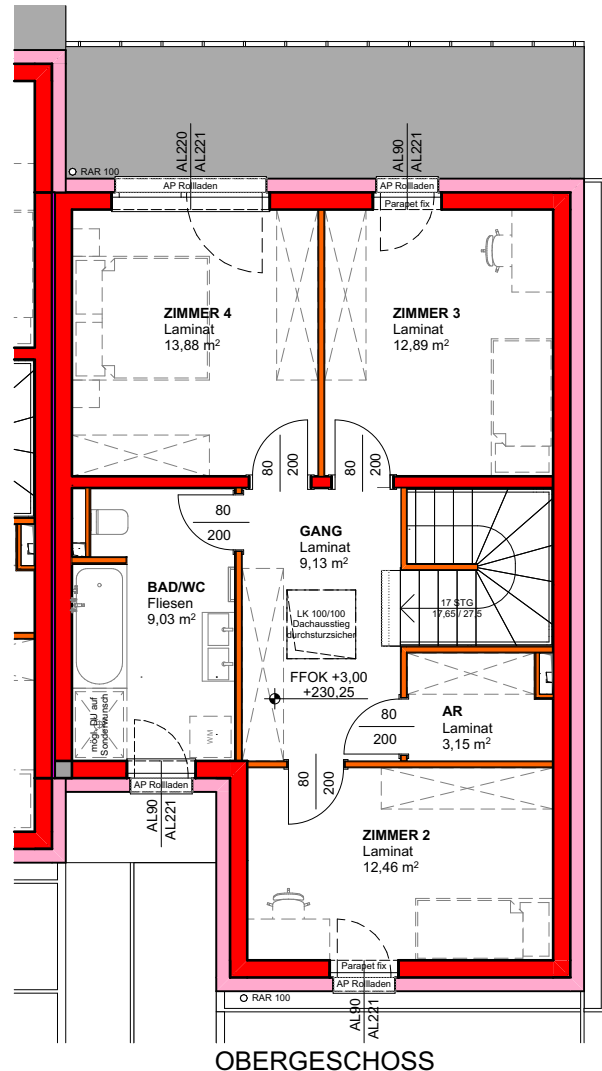 AL220
AL221
AL90
AL221
RAR 100
AP Rollladen
AP Rollladen
Parapet fix
ZIMMER 4
Laminat
13,88 m²
ZIMMER 3
Laminat
12,89 m²
80
200
80
200
80
200
GANG
Laminat
9,13 m²
BAD/WC
Fliesen
9,03 m²
LK 100/100
Dachausstieg
durchsturzsicher
17 STG
17,65 / 27,5
FFOK +3,00
+230,25
mögl. DU auf
Sonderwunsch
WM
80
200
AR
Laminat
3,15 m²
80
200
AP Rollladen
AL90
AL221
ZIMMER 2
Laminat
12,46 m²
Parapet fix
AP Rollladen
RAR 100
AL90
AL221
OBERGESCHOSS